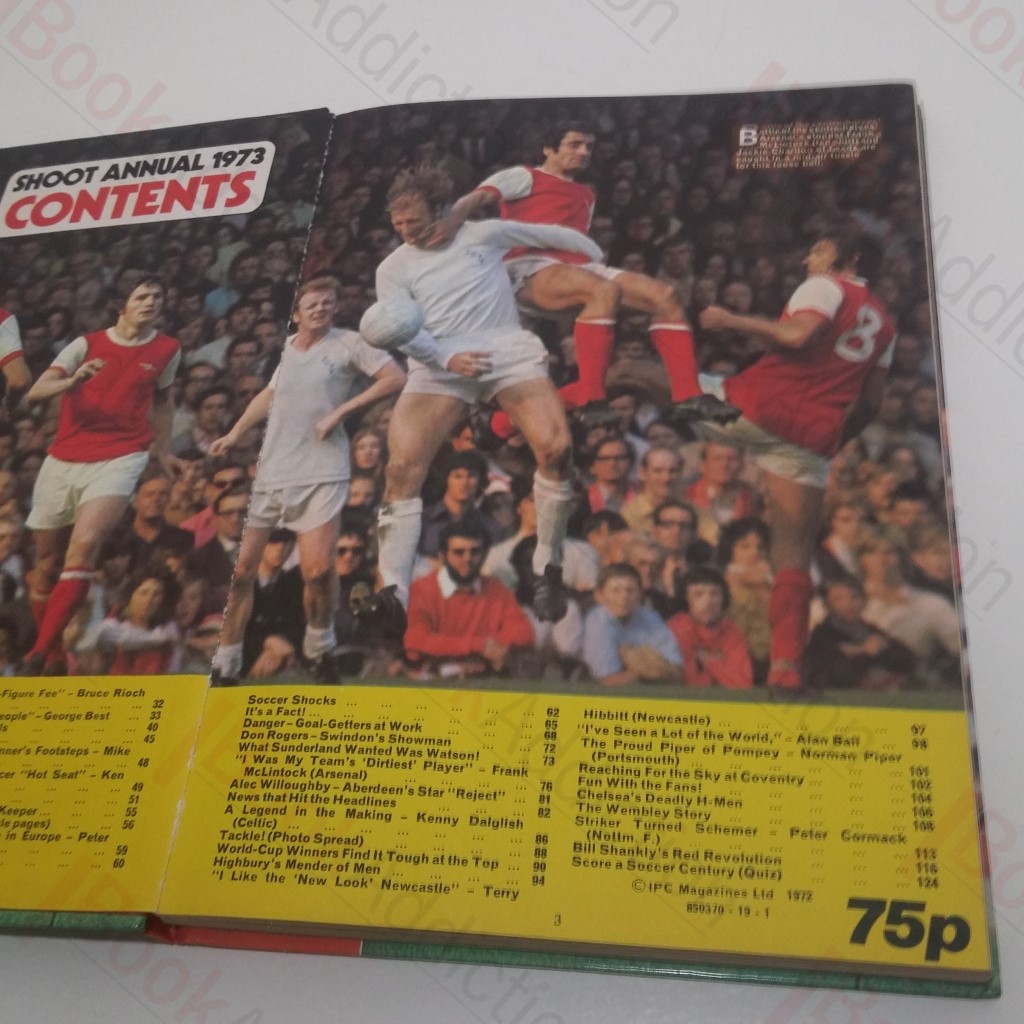 SHOOT ANNUAL 1973
CONTENTS
8
-Figure Fee" – Bruce Rioch
... ... ... ... ... 32
eople" – George Best ... 33
ls ... ... ... ... 40
... ... ... ... 45
nner's Footsteps – Mike
... ... ... ... 48
cer "Hot Seat" – Ken
... ... ... ... 49
... ... ... ... 51
Keeper... ... ... 55
le pages) ... ... 56
e in Europe – Peter
... ... ... ... 59
... ... ... ... 60
Soccer Shocks ... ... ... ... ... 62
It's a Fact! ... ... ... ... ... 65
Danger – Goal-Getters at Work ... ... 68
Don Rogers – Swindon's Showman ... ... 72
What Sunderland Wanted Was Watson! ... 73
"I Was My Team's 'Dirtiest' Player" – Frank
McLintock (Arsenal) ... ... ... ... 76
Alec Willoughby – Aberdeen's Star "Reject" ... 81
News that Hit the Headlines ... ... ... 82
A Legend in the Making – Kenny Dalglish
(Celtic) ... ... ... ... ... 86
Tackle! (Photo Spread) ... ... ... ... 88
World-Cup Winners Find It Tough at the Top ... 90
Highbury's Mender of Men ... ... ... 94
"I Like the 'New Look' Newcastle" – Terry
Hibbitt (Newcastle) ... ... ... ... 97
"I've Seen a Lot of the World," – Alan Ball ... 98
The Proud Piper of Pompey – Norman Piper
(Portsmouth) ... ... ... ... 101
Reaching For the Sky at Coventry ... ... 102
Fun With the Fans! ... ... ... ... 104
Chelsea's Deadly H-Men ... ... ... 106
The Wembley Story ... ... ... ... 108
Striker Turned Schemer – Peter Cormack
(Nottm. F.) ... ... ... ... 113
Bill Shankly's Red Revolution ... ... ... 116
Score a Soccer Century (Quiz) ... ... ... 124
© IPC Magazines Ltd 1972
850370 · 19 · 1
3
75p